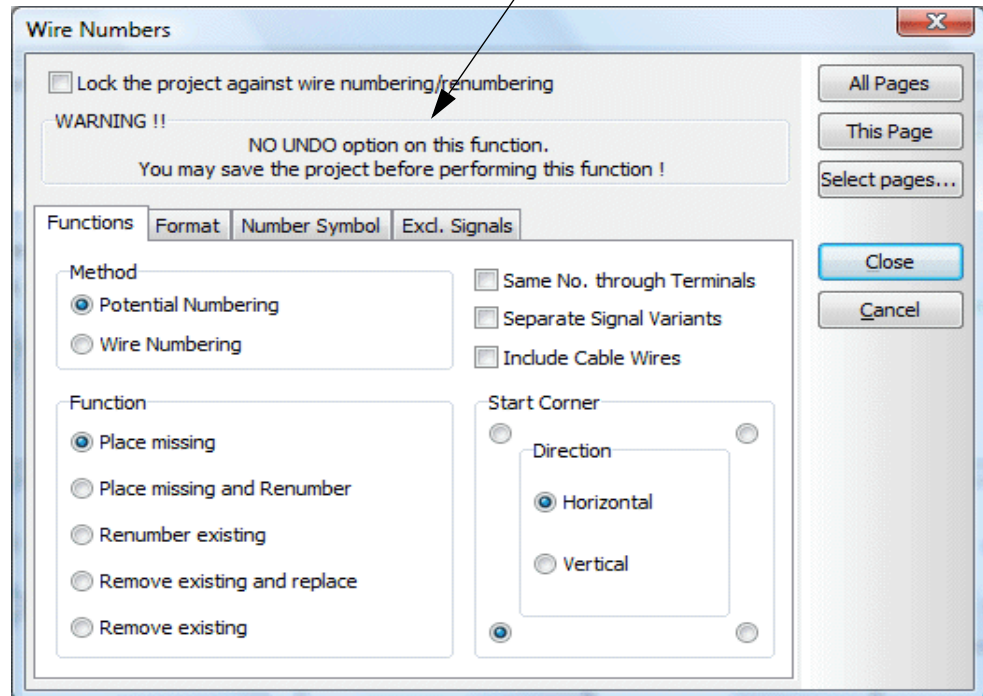 Wire Numbers
Lock the project against wire numbering/renumbering
WARNING !!
NO UNDO option on this function.
You may save the project before performing this function !
All Pages
This Page
Select pages...
Close
Cancel
Functions
Format
Number Symbol
Excl. Signals
Method
Potential Numbering
Wire Numbering
Same No. through Terminals
Separate Signal Variants
Include Cable Wires
Function
Place missing
Place missing and Renumber
Renumber existing
Remove existing and replace
Remove existing
Start Corner
Direction
Horizontal
Vertical